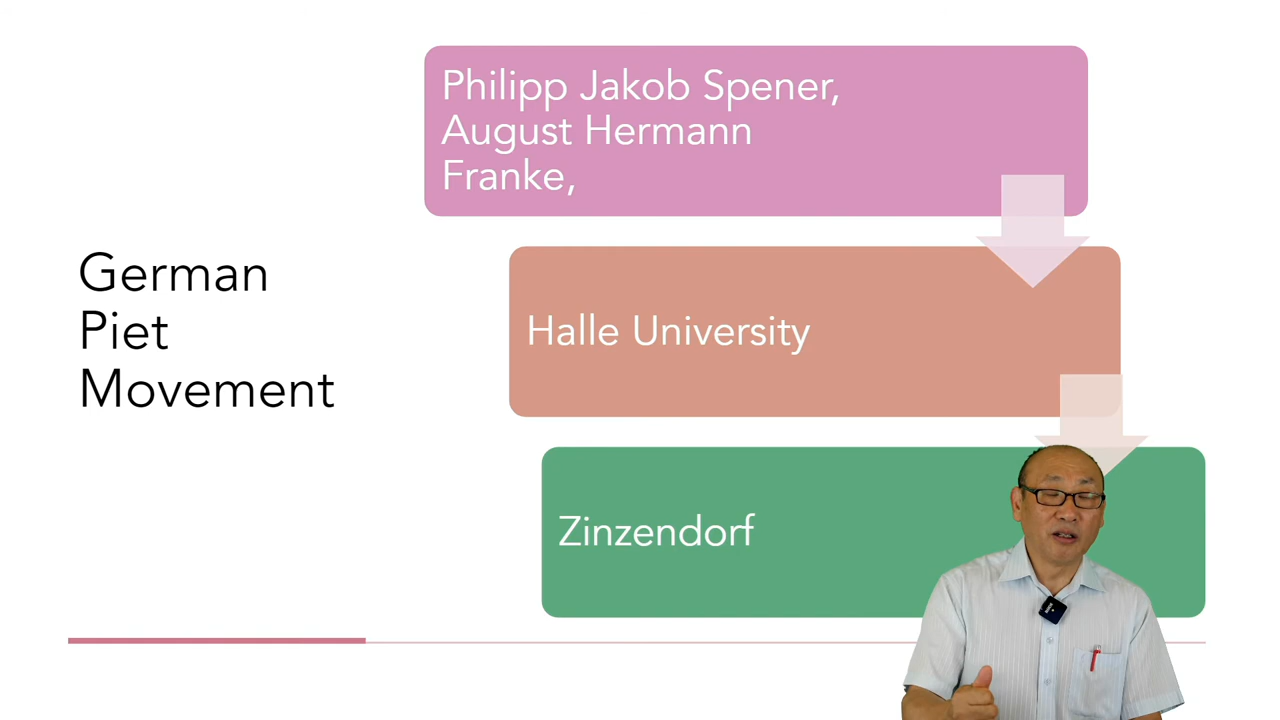 German
Piet
Movement
Philipp Jakob Spener,
August Hermann
Franke,
Halle University
Zinzendorf